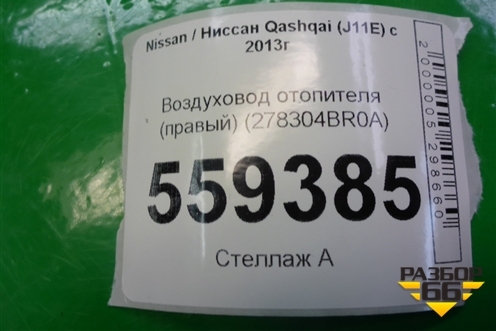 Nissan / Ниссан Qashqai (J11E) с
2013г
Воздуховод отопителя
(правый) (278304BR0A)
559385
Стеллаж А
2000005298660
РАЗБОР
66